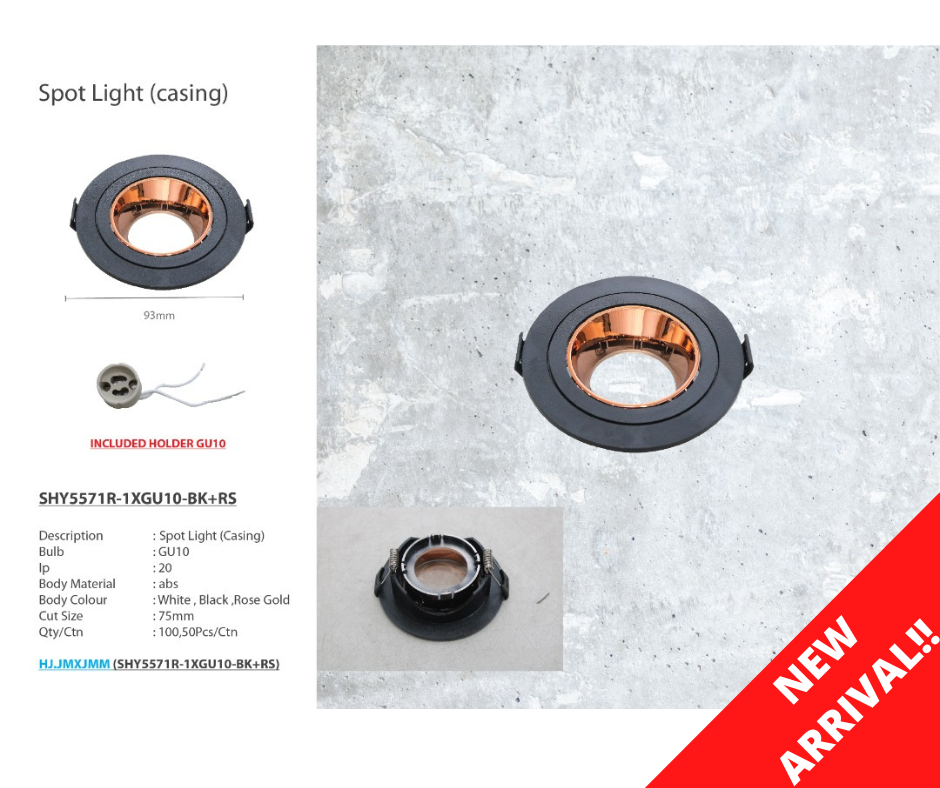 Spot Light (casing)
93mm
INCLUDED HOLDER GU10
SHY5571R-1XGU10-BK+RS
Description : Spot Light (Casing)
Bulb : GU10
Ip : 20
Body Material : abs
Body Colour : White , Black ,Rose Gold
Cut Size : 75mm
Qty/Ctn : 100,50Pcs/Ctn
HJ.JMXJMM (SHY5571R-1XGU10-BK+RS)
NEW
ARRIVAL!!